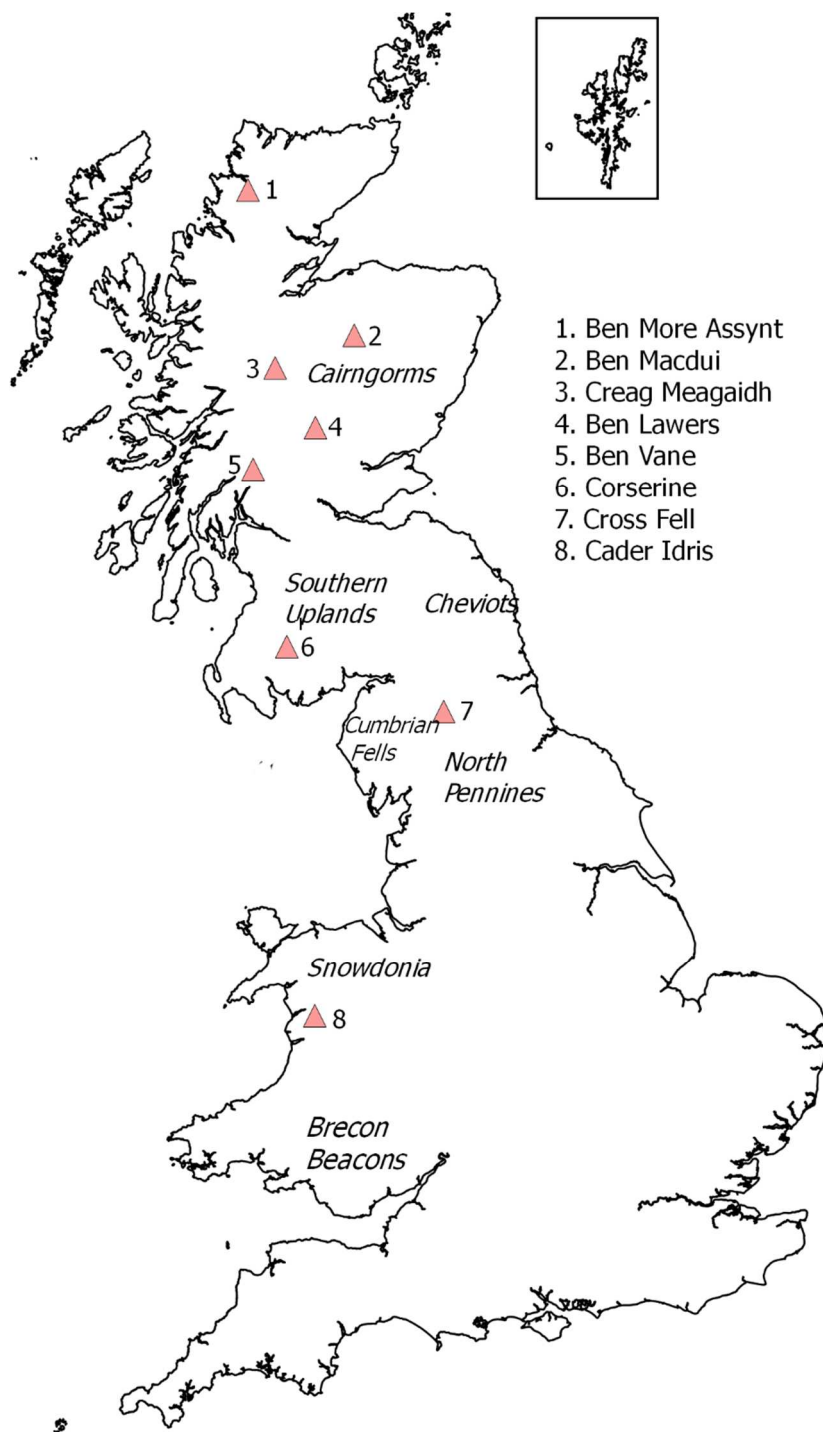 1
2
3
Cairngorms
4
5
1. Ben More Assynt
2. Ben Macdui
3. Creag Meagaidh
4. Ben Lawers
5. Ben Vane
6. Corserine
7. Cross Fell
8. Cader Idris
Southern
Uplands
Cheviots
6
7
Cumbrian
Fells
North
Pennines
Snowdonia
8
Brecon
Beacons